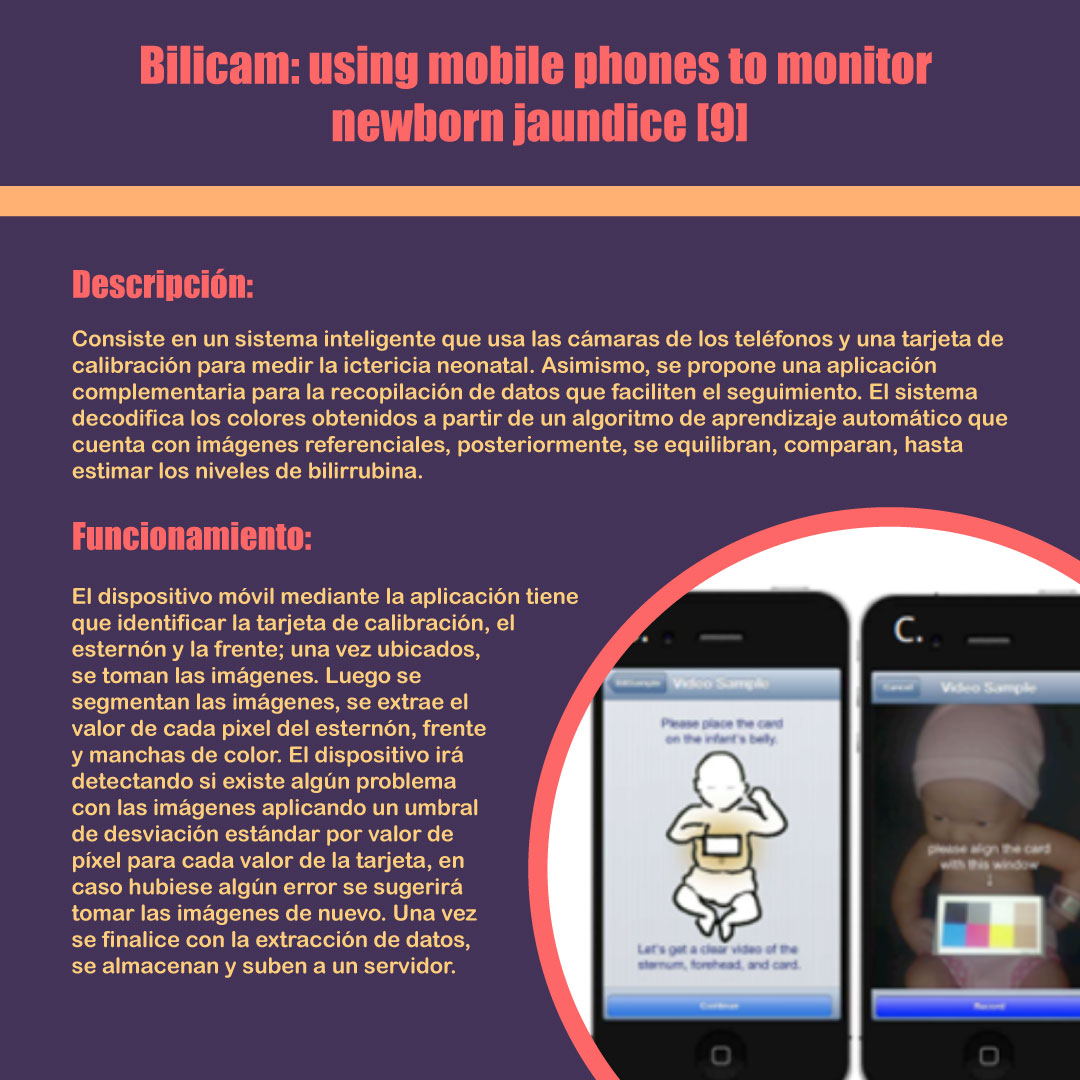 Bilicam: using mobile phones to monitor
newborn jaundice [9]
Descripción:
Consiste en un sistema inteligente que usa las cámaras de los teléfonos y una tarjeta de
calibración para medir la ictericia neonatal. Asimismo, se propone una aplicación
complementaria para la recopilación de datos que faciliten el seguimiento. El sistema
decodifica los colores obtenidos a partir de un algoritmo de aprendizaje automático que
cuenta con imágenes referenciales, posteriormente, se equilibran, comparan, hasta
estimar los niveles de bilirrubina.
Funcionamiento:
El dispositivo móvil mediante la aplicación tiene
que identificar la tarjeta de calibración, el
esternón y la frente; una vez ubicados,
se toman las imágenes. Luego se
segmentan las imágenes, se extrae el
valor de cada pixel del esternón, frente
y manchas de color. El dispositivo irá
detectando si existe algún problema
con las imágenes aplicando un umbral
de desviación estándar por valor de
píxel para cada valor de la tarjeta, en
caso hubiese algún error se sugerirá
tomar las imágenes de nuevo. Una vez
se finalice con la extracción de datos,
se almacenan y suben a un servidor.
Video Sample
Please place the card
on the infant's belly.
Let's get a clear video of the
sternum, forehead, and card.
Continue
C.
Cancel
Video Sample
please align the card
with this window
Record